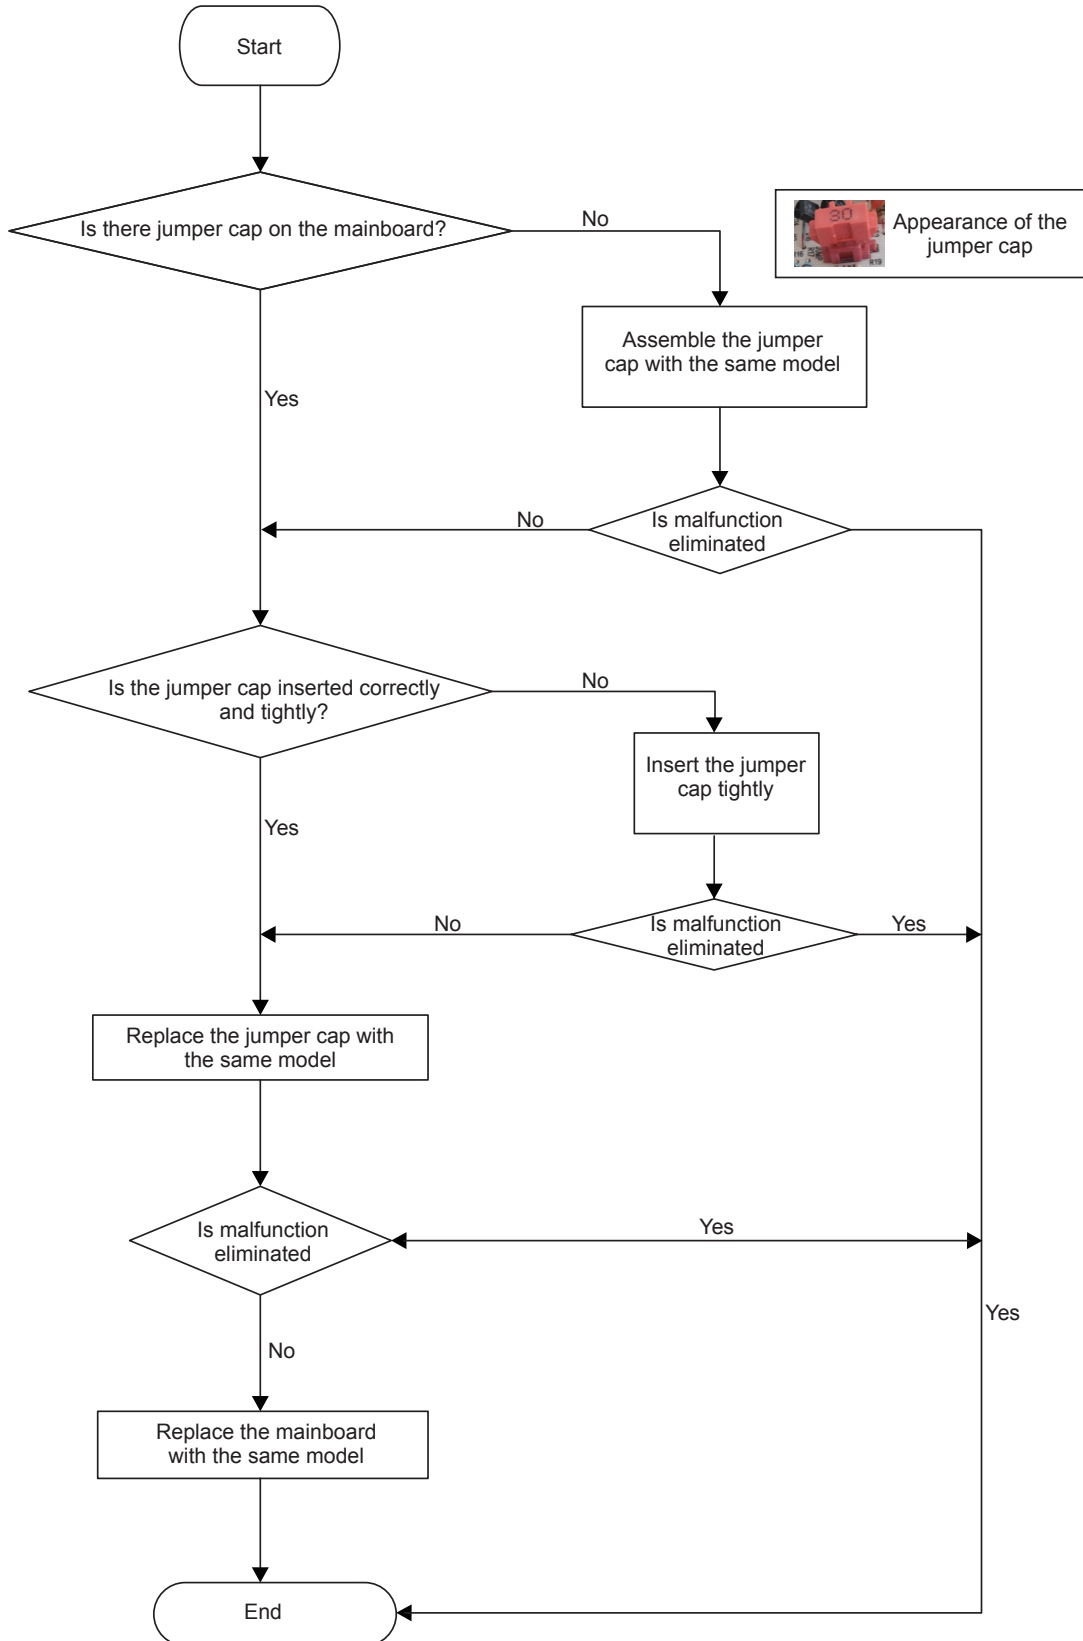 Start
Is there jumper cap on the mainboard?
No
30
Appearance of the
jumper cap
Assemble the jumper
cap with the same model
Yes
No
Is malfunction
eliminated
Is the jumper cap inserted correctly
and tightly?
No
Insert the jumper
cap tightly
Yes
No
Is malfunction
eliminated
Yes
Replace the jumper cap with
the same model
Is malfunction
eliminated
Yes
Yes
No
Replace the mainboard
with the same model
End